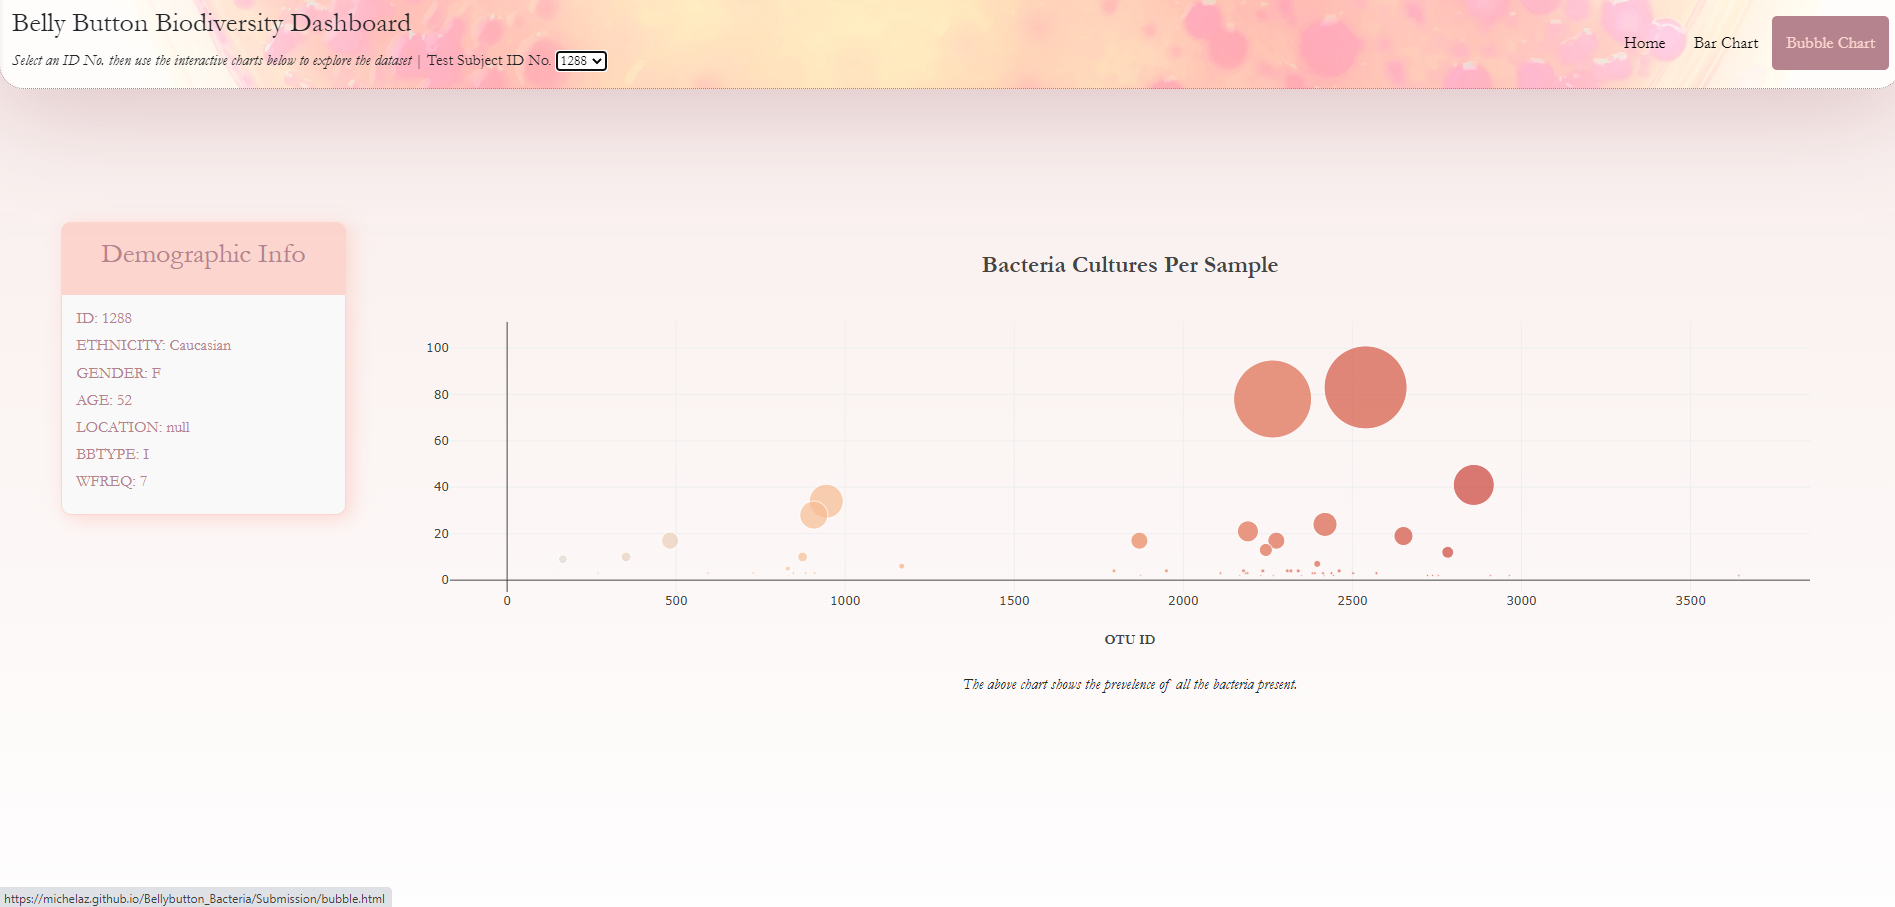 Belly Button Biodiversity Dashboard
Select an ID No. then use the interactive charts below to explore the dataset | Test Subject ID No. 1288
Home Bar Chart Bubble Chart
Demographic Info
ID: 1288
ETHNICITY: Caucasian
GENDER: F
AGE: 52
LOCATION: null
BBTYPE: I
WFREQ: 7
Bacteria Cultures Per Sample
100
80
60
40
20
0
0 500 1000 1500 2000 2500 3000 3500
OTU ID
The above chart shows the prevelence of all the bacteria present.
https://michelaz.github.io/Bellybutton_Bacteria/Submission/bubble.html